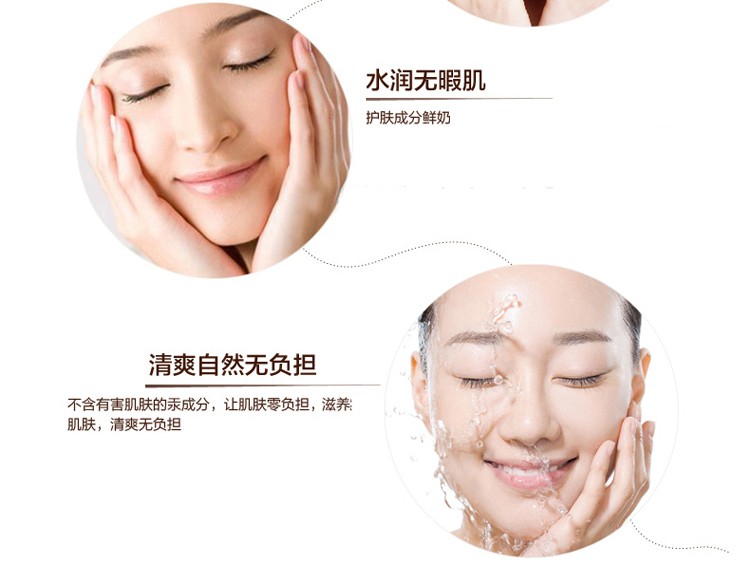 水润无暇肌
护肤成分鲜奶
清爽自然无负担
不含有害肌肤的汞成分，让肌肤零负担，滋养
肌肤，清爽无负担